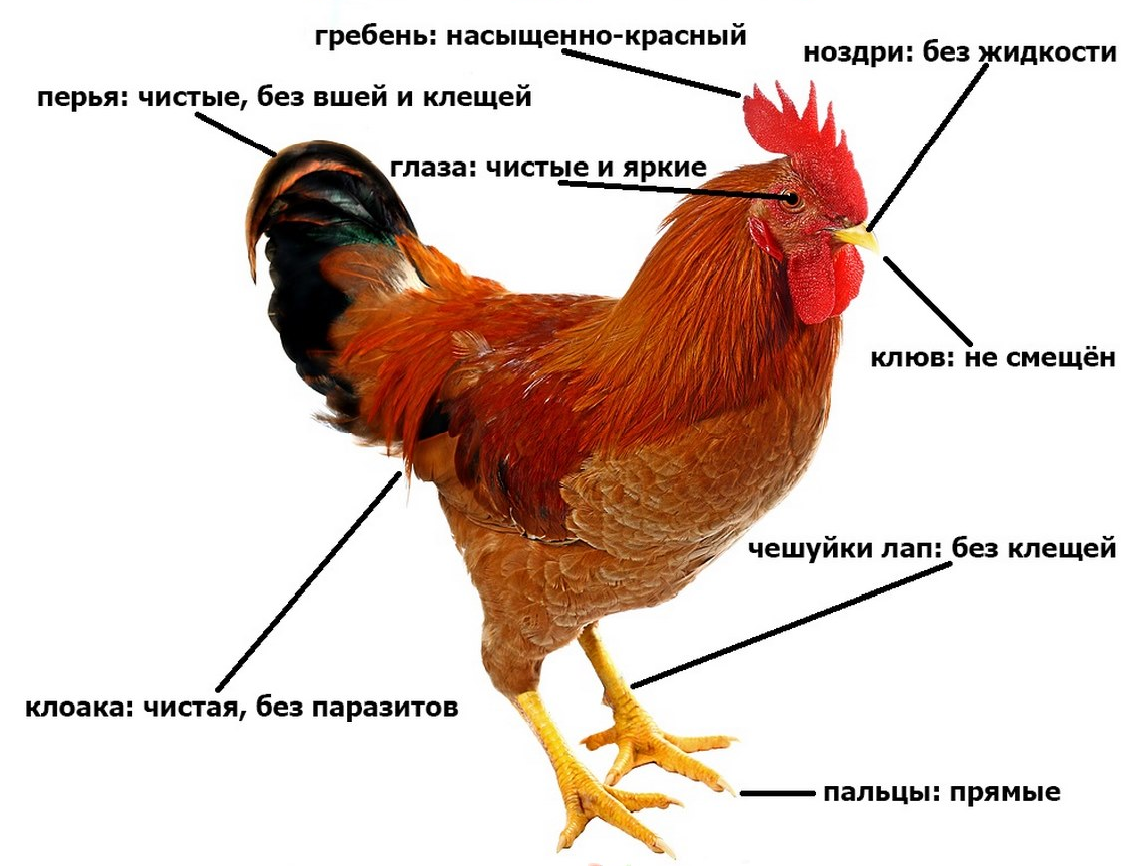 гребень: насыщенно-красный
ноздри: без жидкости
перья: чистые, без вшей и клещей
глаза: чистые и яркие
клюв: не смещён
чешуйки лап: без клещей
клоака: чистая, без паразитов
пальцы: прямые